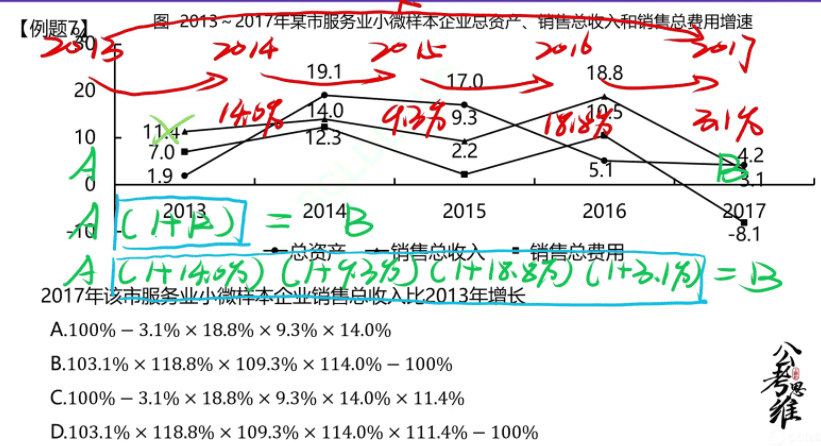 【例题7】
图 2013～2017年某市服务业小微样本企业总资产、销售总收入和销售总费用增速
R
30
2013 2014 2015 2016 2017
20
19.1 17.0 18.8
14.0% 9.3% 18.8% 3.1%
10
11.4 14.0 9.3 10.5
7.0 12.3 2.2 5.1 4.2
A 1.9 B 3.1
0
2013 2014 2015 2016 2017
-10
-8.1
A (1+R) = B
总资产 销售总收入 销售总费用
A (1+14.0%) (1+9.3%) (1+18.8%) (1+3.1%) = B
2017年该市服务业小微样本企业销售总收入比2013年增长
A.100% − 3.1% × 18.8% × 9.3% × 14.0%
B.103.1% × 118.8% × 109.3% × 114.0% − 100%
C.100% − 3.1% × 18.8% × 9.3% × 14.0% × 11.4%
D.103.1% × 118.8% × 109.3% × 114.0% × 111.4% − 100%
公考思维